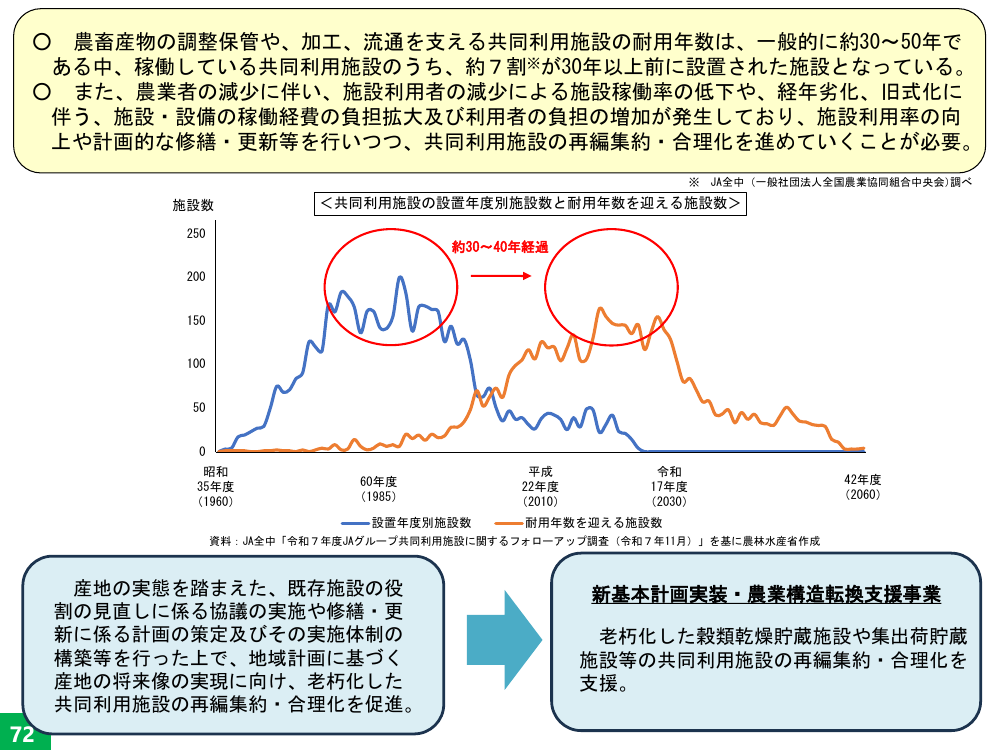 ○　農畜産物の調整保管や、加工、流通を支える共同利用施設の耐用年数は、一般的に約30～50年で
ある中、稼働している共同利用施設のうち、約７割※が30年以上前に設置された施設となっている。
○　また、農業者の減少に伴い、施設利用者の減少による施設稼働率の低下や、経年劣化、旧式化に
伴う、施設・設備の稼働経費の負担拡大及び利用者の負担の増加が発生しており、施設利用率の向
上や計画的な修繕・更新等を行いつつ、共同利用施設の再編集約・合理化を進めていくことが必要。
※　JA全中（一般社団法人全国農業協同組合中央会)調べ
施設数
＜共同利用施設の設置年度別施設数と耐用年数を迎える施設数＞
250
200
150
100
50
0
約30～40年経過
昭和
35年度
（1960）
60年度
（1985）
平成
22年度
（2010）
令和
17年度
（2030）
42年度
（2060）
設置年度別施設数
耐用年数を迎える施設数
資料：JA全中「令和７年度JAグループ共同利用施設に関するフォローアップ調査（令和７年11月）」を基に農林水産省作成
産地の実態を踏まえた、既存施設の役
割の見直しに係る協議の実施や修繕・更
新に係る計画の策定及びその実施体制の
構築等を行った上で、地域計画に基づく
産地の将来像の実現に向け、老朽化した
共同利用施設の再編集約・合理化を促進。
新基本計画実装・農業構造転換支援事業
老朽化した穀類乾燥貯蔵施設や集出荷貯蔵
施設等の共同利用施設の再編集約・合理化を
支援。
72